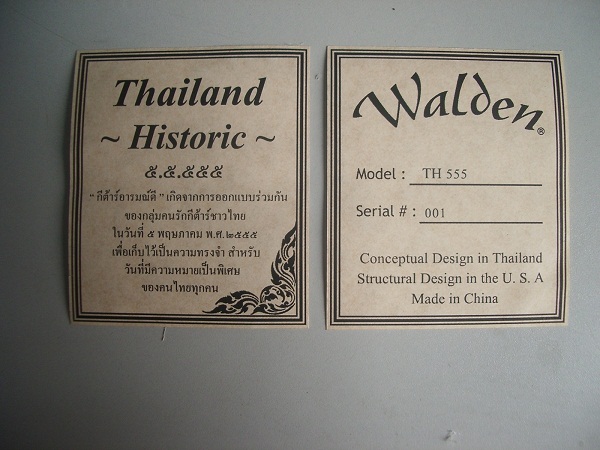 Thailand
~ Historic ~
๕.๕.๕๕๕
“ กีต้าร์อารมณ์ดี ” เกิดจากการออกแบบร่วมกัน
ของกลุ่มคนรักกีต้าร์ชาวไทย
ในวันที่ ๕ พฤษภาคม พ.ศ.๒๕๕๕
เพื่อเก็บไว้เป็นความทรงจำ สำหรับ
วันที่มีความหมายเป็นพิเศษ
ของคนไทยทุกคน
Walden®
Model : TH 555
Serial # : 001
Conceptual Design in Thailand
Structural Design in the U. S. A
Made in China